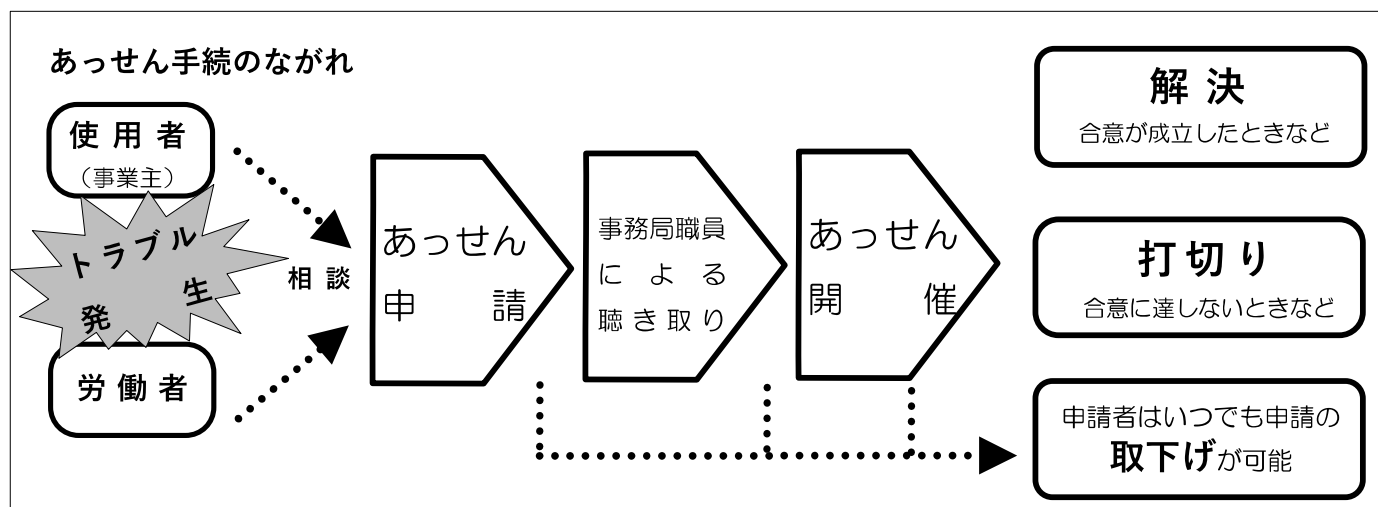 あっせん手続のながれ
使用者
（事業主）
トラブル
発生
労働者
相談
あっせん
申請
事務局職員
による
聴き取り
あっせん
開催
解決
合意が成立したときなど
打切り
合意に達しないときなど
申請者はいつでも申請の
取下げが可能